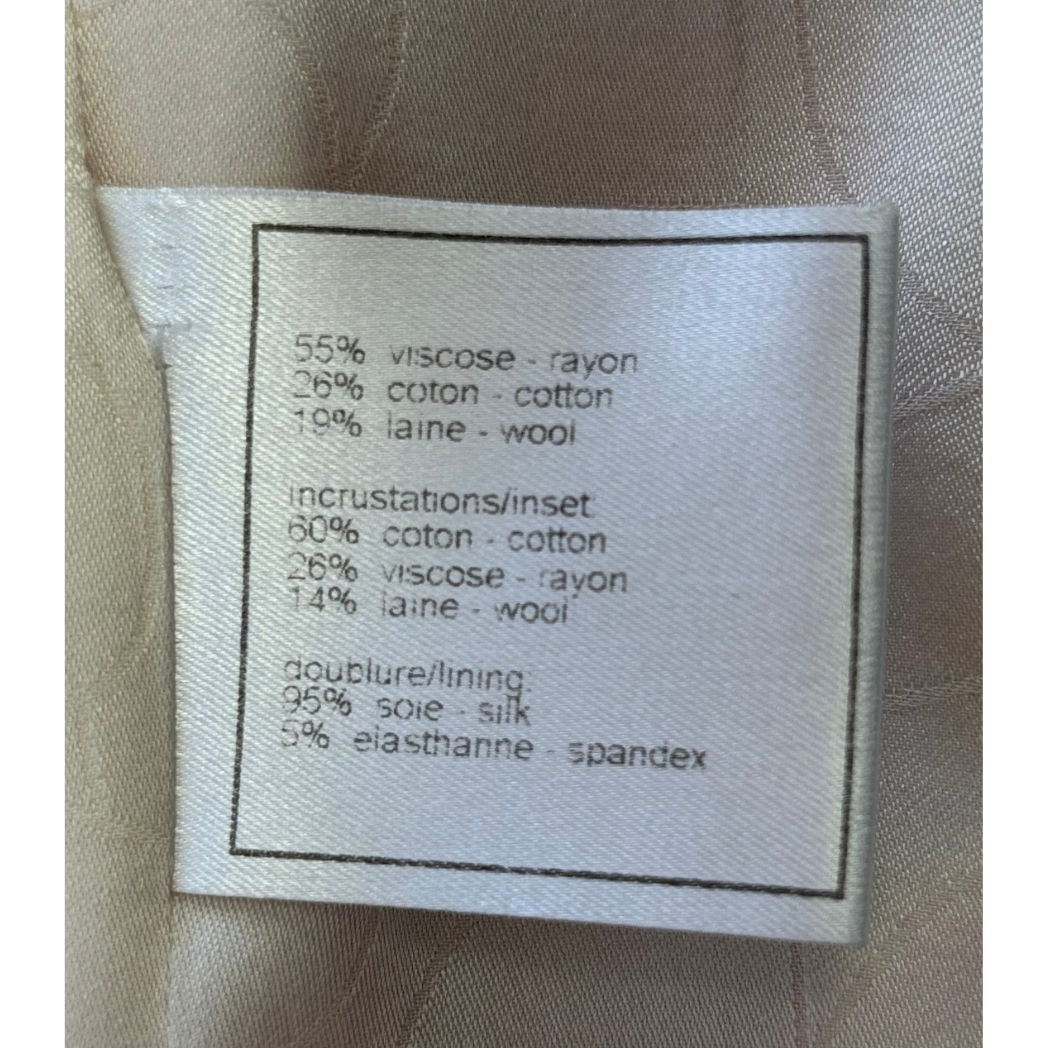 55% viscose - rayon
26% coton - cotton
19% laine - wool
incrustations/inset:
60% coton - cotton
26% viscose - rayon
14% laine - wool
doublure/lining:
95% soie - silk
5% elasthanne - spandex